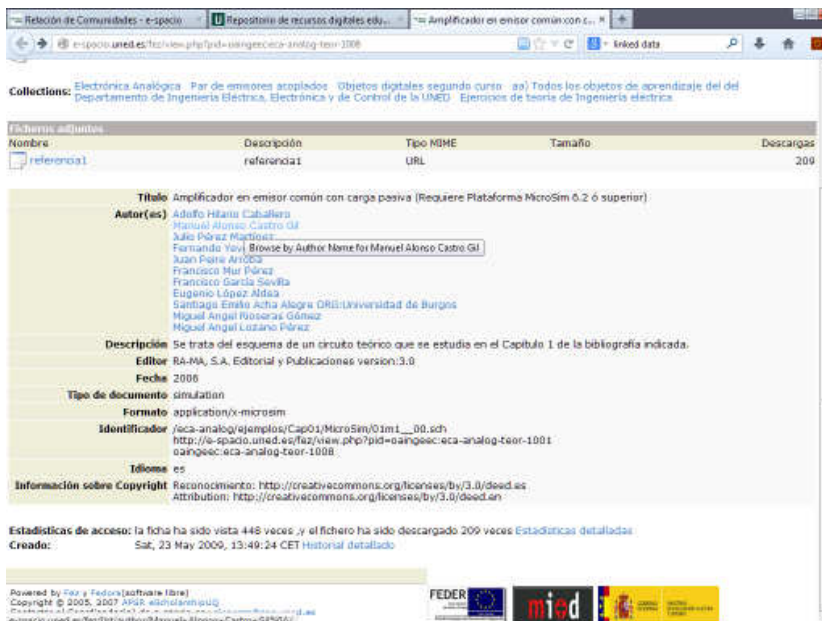 Relación de Comunidades - e-spacio
Repositorio de recursos digitales edu...
Amplificador en emisor común con c...
e-spacio.uned.es/fez/view.php?pid=oaingeec:eca-analog-teor-1008
linked data
Collections: Electrónica Analógica Par de emisores acoplados Objetos digitales segundo curso aa) Todos los objetos de aprendizaje del del
Departamento de Ingeniería Eléctrica, Electrónica y de Control de la UNED Ejercicios de teoría de Ingeniería eléctrica
Ficheros adjuntos
Nombre Descripción Tipo MIME Tamaño Descargas
referencia1 referencia1 URL 209
Título Amplificador en emisor común con carga pasiva (Requiere Plataforma MicroSim 6.2 ó superior)
Autor(es) Adolfo Hilario Caballero
Manuel Alonso Castro Gil
Julio Pérez Martínez
Fernando
Browse by Author Name for Manuel Alonso Castro Gil
Juan Peire Arroba
Francisco Mur Pérez
Francisco García Sevilla
Eugenio López Aldea
Santiago Emilio Acha Alegre ORG:Universidad de Burgos
Miguel Angel Rioseras Gómez
Miguel Angel Lozano Pérez
Descripción Se trata del esquema de un circuito teórico que se estudia en el Capítulo 1 de la bibliografía indicada.
Editor RA-MA, S.A. Editorial y Publicaciones version:3.0
Fecha 2006
Tipo de documento simulation
Formato application/x-microsim
Identificador /eca-analog/ejemplos/Cap01/MicroSim/01m1__00.sch
http://e-spacio.uned.es/fez/view.php?pid=oaingeec:eca-analog-teor-1001
oaingeec:eca-analog-teor-1008
Idioma es
Información sobre Copyright Reconocimiento: http://creativecommons.org/licenses/by/3.0/deed.es
Attribution: http://creativecommons.org/licenses/by/3.0/deed.en
Estadísticas de acceso: la ficha ha sido vista 448 veces ,y el fichero ha sido descargado 209 veces Estadísticas detalladas
Creado: Sat, 23 May 2009, 13:49:24 CET Historial detallado
Powered by Fez y Fedora(software libre)
Copyright © 2005, 2007 APSR eScholarshipUQ
FEDER
miod